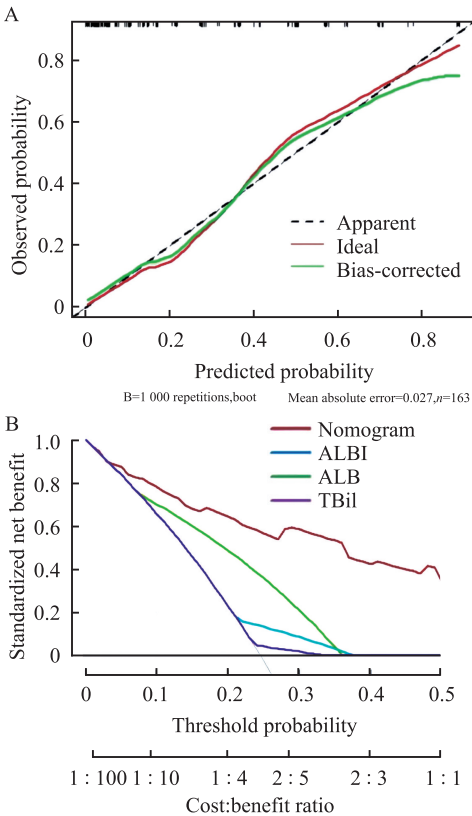 A
Observed probability
0.8
0.6
0.4
0.2
0
Apparent
Ideal
Bias-corrected
0 0.2 0.4 0.6 0.8
Predicted probability
B=1 000 repetitions,boot Mean absolute error=0.027,n=163
B
Nomogram
ALBI
ALB
TBil
Standardized net benefit
1.0
0.8
0.6
0.4
0.2
0
0 0.1 0.2 0.3 0.4 0.5
Threshold probability
1 : 100 1 : 10 1 : 4 2 : 5 2 : 3 1 : 1
Cost:benefit ratio